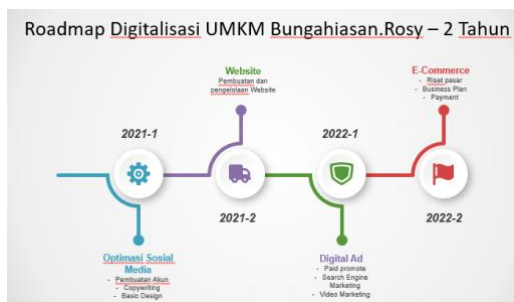 Roadmap Digitalisasi UMKM Bungahiasan.Rosy – 2 Tahun
Website
Pembuatan dan
pengelolaan Website
E-Commerce
- Riset pasar
- Business Plan
- Payment
2021-1
2022-1
2021-2
2022-2
Optimasi Sosial
Media
- Pembuatan Akun
- Copywriting
- Basic Design
Digital Ad
- Paid promote
- Search Engine
Marketing
- Video Marketing